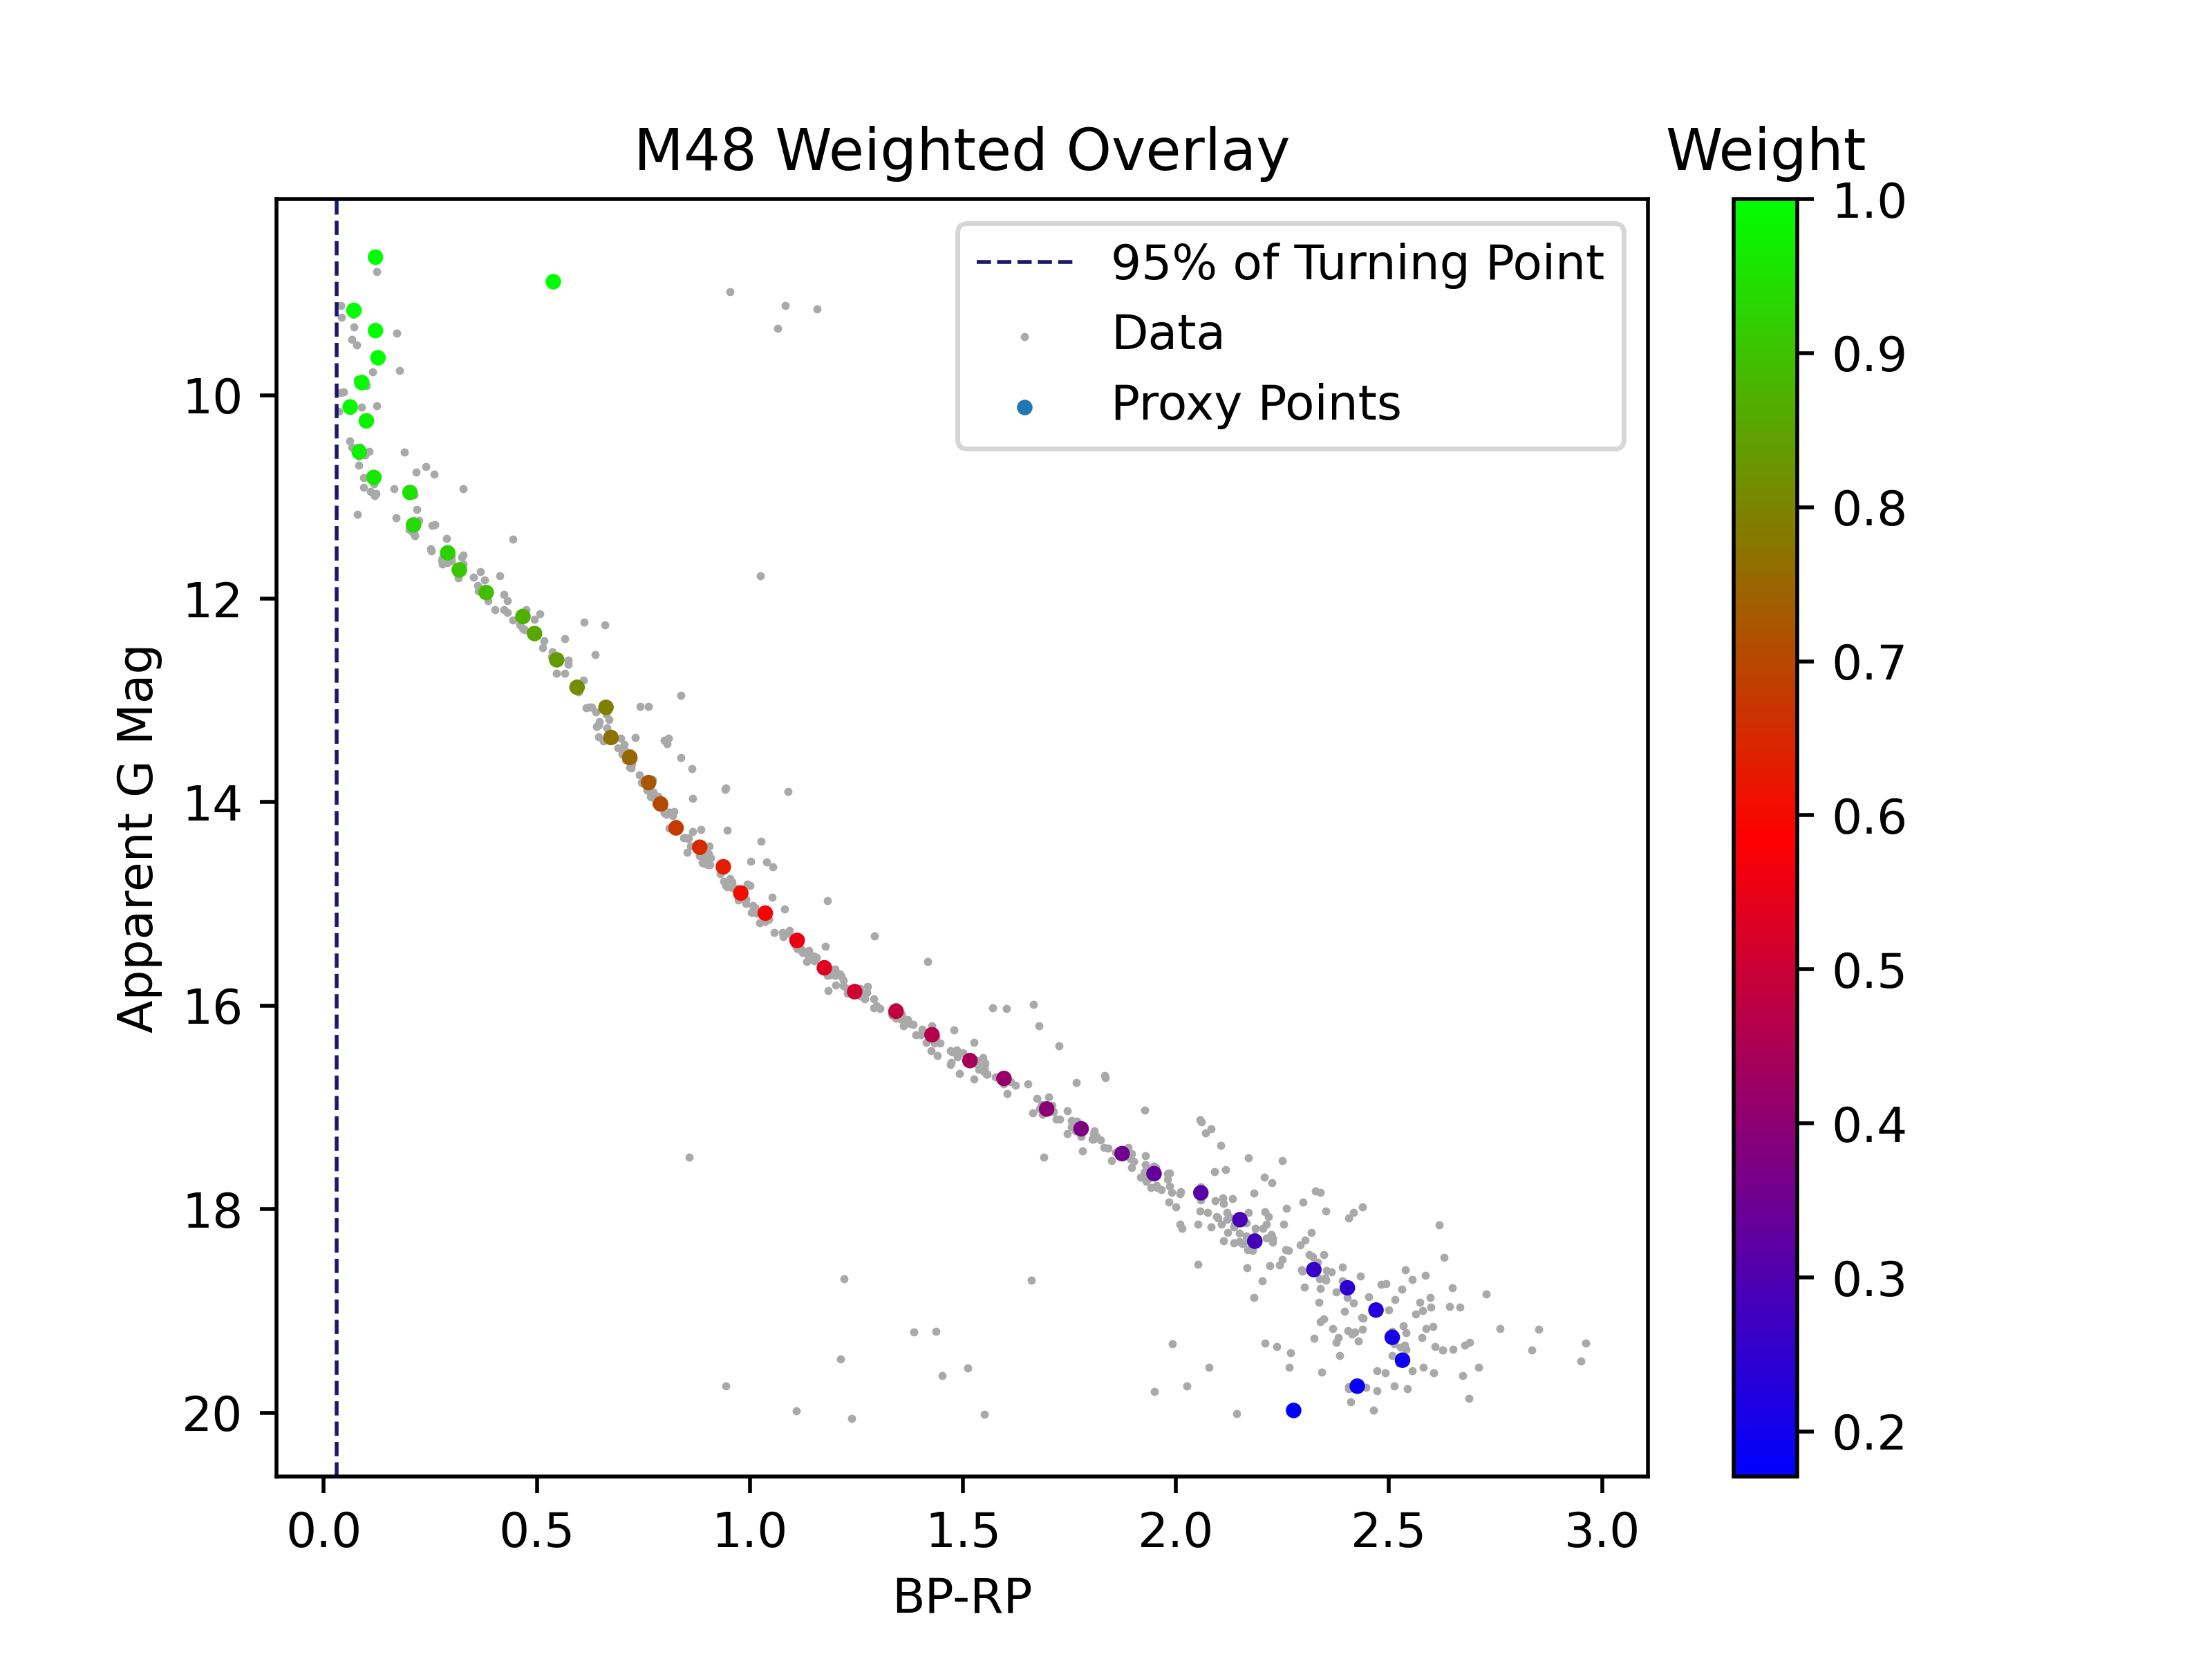 M48 Weighted Overlay
Weight
95% of Turning Point
Data
Proxy Points
Apparent G Mag
10
12
14
16
18
20
0.0 0.5 1.0 1.5 2.0 2.5 3.0
BP-RP
1.0
0.9
0.8
0.7
0.6
0.5
0.4
0.3
0.2